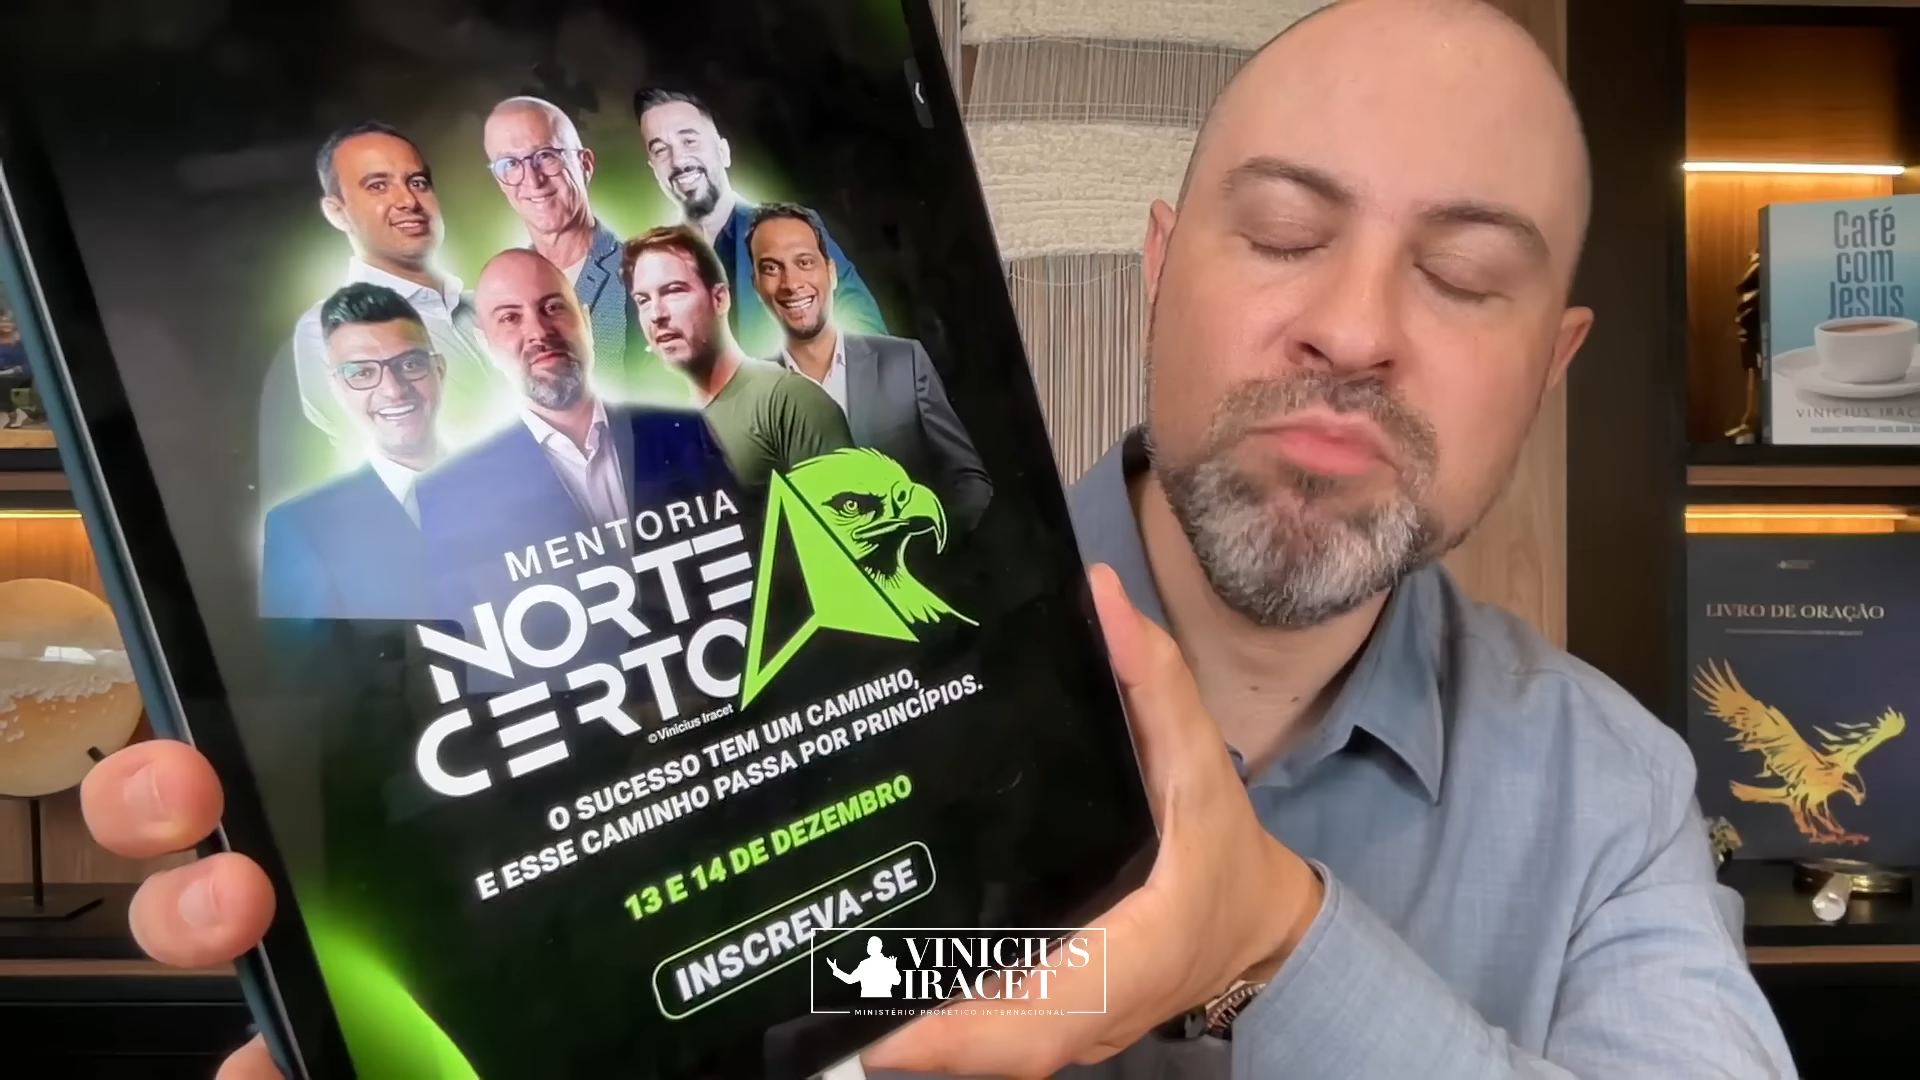 MENTORIA
NORTE
CERTO
©Vinicius Iracet
O SUCESSO TEM UM CAMINHO,
E ESSE CAMINHO PASSA POR PRINCÍPIOS.
13 E 14 DE DEZEMBRO
INSCREVA-SE
VINICIUS
IRACET
MINISTÉRIO PROFÉTICO INTERNACIONAL
Café
com
Jesus
VINICIUS IRAC
LIVRO DE ORAÇÃO